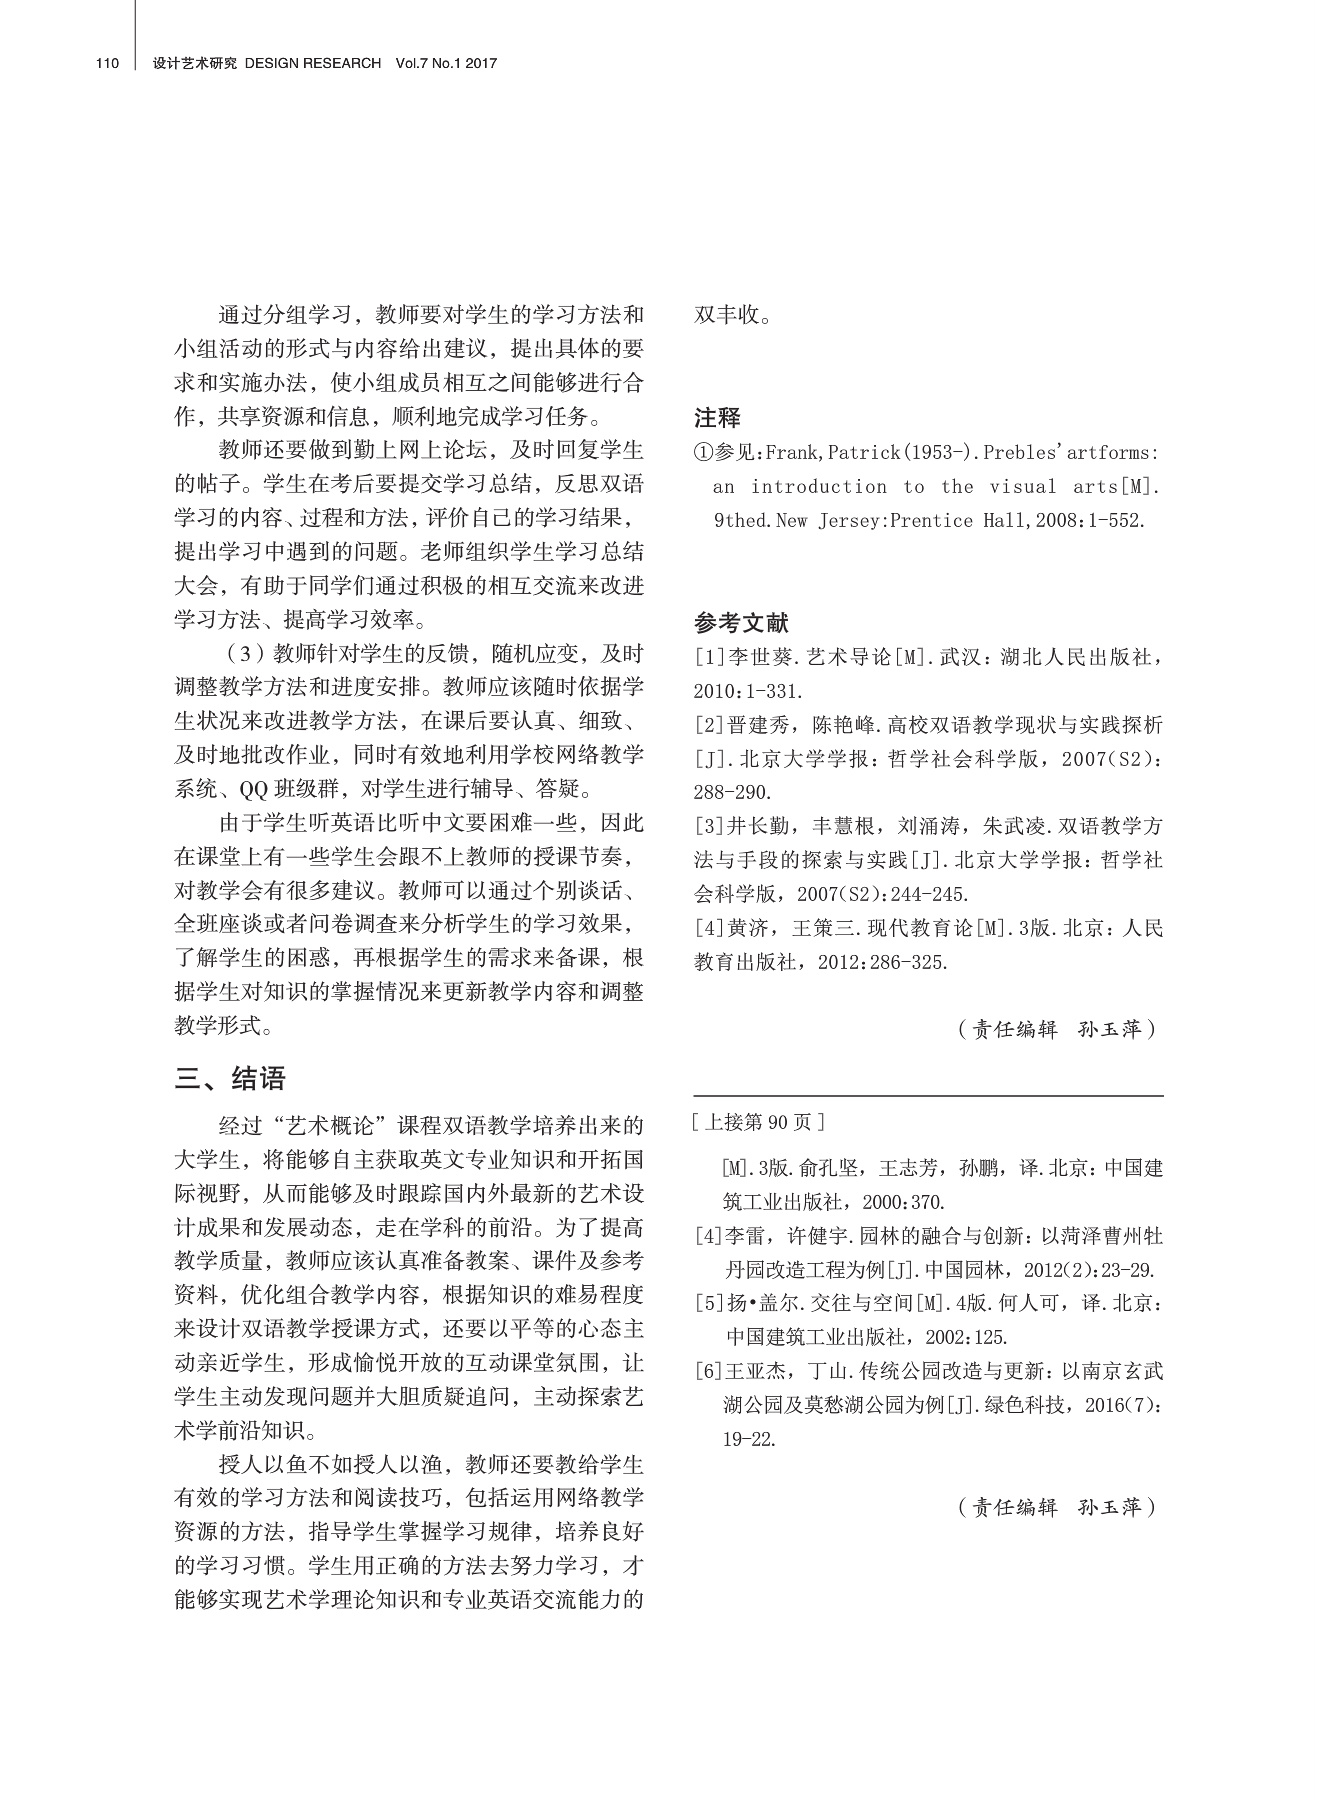 110 设计艺术研究 DESIGN RESEARCH Vol.7 No.1 2017
通过分组学习，教师要对学生的学习方法和
小组活动的形式与内容给出建议，提出具体的要
求和实施办法，使小组成员相互之间能够进行合
作，共享资源和信息，顺利地完成学习任务。
教师还要做到勤上网上论坛，及时回复学生
的帖子。学生在考后要提交学习总结，反思双语
学习的内容、过程和方法，评价自己的学习结果，
提出学习中遇到的问题。老师组织学生学习总结
大会，有助于同学们通过积极的相互交流来改进
学习方法、提高学习效率。
（3）教师针对学生的反馈，随机应变，及时
调整教学方法和进度安排。教师应该随时依据学
生状况来改进教学方法，在课后要认真、细致、
及时地批改作业，同时有效地利用学校网络教学
系统、QQ 班级群，对学生进行辅导、答疑。
由于学生听英语比听中文要困难一些，因此
在课堂上有一些学生会跟不上教师的授课节奏，
对教学会有很多建议。教师可以通过个别谈话、
全班座谈或者问卷调查来分析学生的学习效果，
了解学生的困惑，再根据学生的需求来备课，根
据学生对知识的掌握情况来更新教学内容和调整
教学形式。
三、结语
经过“艺术概论”课程双语教学培养出来的
大学生，将能够自主获取英文专业知识和开拓国
际视野，从而能够及时跟踪国内外最新的艺术设
计成果和发展动态，走在学科的前沿。为了提高
教学质量，教师应该认真准备教案、课件及参考
资料，优化组合教学内容，根据知识的难易程度
来设计双语教学授课方式，还要以平等的心态主
动亲近学生，形成愉悦开放的互动课堂氛围，让
学生主动发现问题并大胆质疑追问，主动探索艺
术学前沿知识。
授人以鱼不如授人以渔，教师还要教给学生
有效的学习方法和阅读技巧，包括运用网络教学
资源的方法，指导学生掌握学习规律，培养良好
的学习习惯。学生用正确的方法去努力学习，才
能够实现艺术学理论知识和专业英语交流能力的
双丰收。
注释
①参见:Frank,Patrick(1953-).Prebles'artforms:
an introduction to the visual arts[M].
9thed.New Jersey:Prentice Hall,2008:1-552.
参考文献
[1]李世葵.艺术导论[M].武汉：湖北人民出版社，
2010:1-331.
[2]晋建秀，陈艳峰.高校双语教学现状与实践探析
[J].北京大学学报：哲学社会科学版，2007(S2)：
288-290.
[3]井长勤，丰慧根，刘涌涛，朱武凌.双语教学方
法与手段的探索与实践[J].北京大学学报：哲学社
会科学版，2007(S2):244-245.
[4]黄济，王策三.现代教育论[M].3版.北京：人民
教育出版社，2012:286-325.
（责任编辑 孙玉萍）
[ 上接第 90 页 ]
[M].3版.俞孔坚，王志芳，孙鹏，译.北京：中国建
筑工业出版社，2000:370.
[4]李雷，许健宇.园林的融合与创新：以菏泽曹州牡
丹园改造工程为例[J].中国园林，2012(2):23-29.
[5]扬•盖尔.交往与空间[M].4版.何人可，译.北京：
中国建筑工业出版社，2002:125.
[6]王亚杰，丁山.传统公园改造与更新：以南京玄武
湖公园及莫愁湖公园为例[J].绿色科技，2016(7)：
19-22.
（责任编辑 孙玉萍）